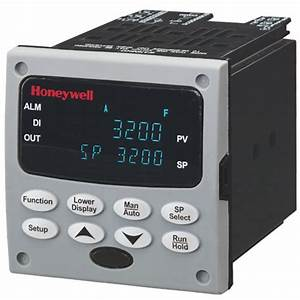 Honeywell
ALM A F
DI 3200 PV
OUT SP 3200 SP
Function Lower Display Man Auto SP Select
Setup Run Hold